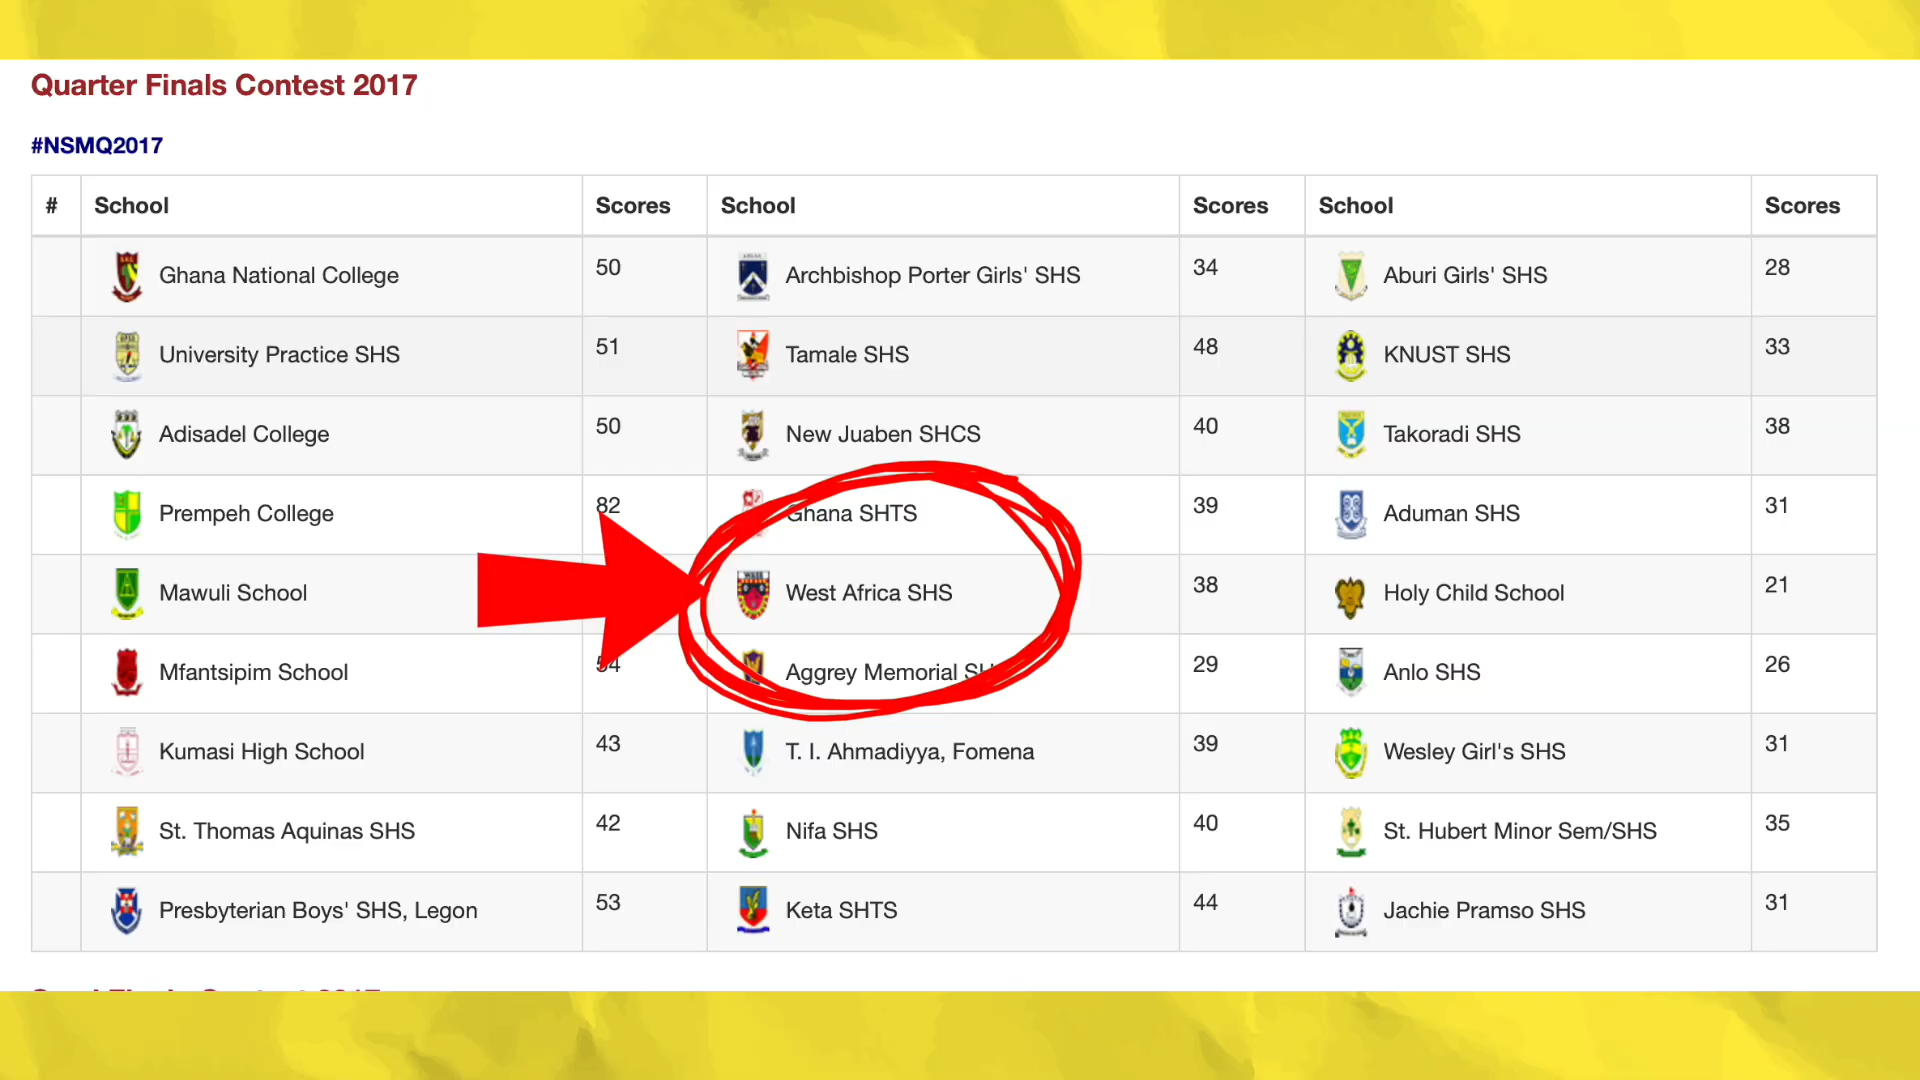 Quarter Finals Contest 2017
#NSMQ2017
# School Scores School Scores School Scores
Ghana National College 50 Archbishop Porter Girls' SHS 34 Aburi Girls' SHS 28
University Practice SHS 51 Tamale SHS 48 KNUST SHS 33
Adisadel College 50 New Juaben SHCS 40 Takoradi SHS 38
Prempeh College 82 Ghana SHTS 39 Aduman SHS 31
Mawuli School West Africa SHS 38 Holy Child School 21
Mfantsipim School 54 Aggrey Memorial 29 Anlo SHS 26
Kumasi High School 43 T. I. Ahmadiyya, Fomena 39 Wesley Girl's SHS 31
St. Thomas Aquinas SHS 42 Nifa SHS 40 St. Hubert Minor Sem/SHS 35
Presbyterian Boys' SHS, Legon 53 Keta SHTS 44 Jachie Pramso SHS 31